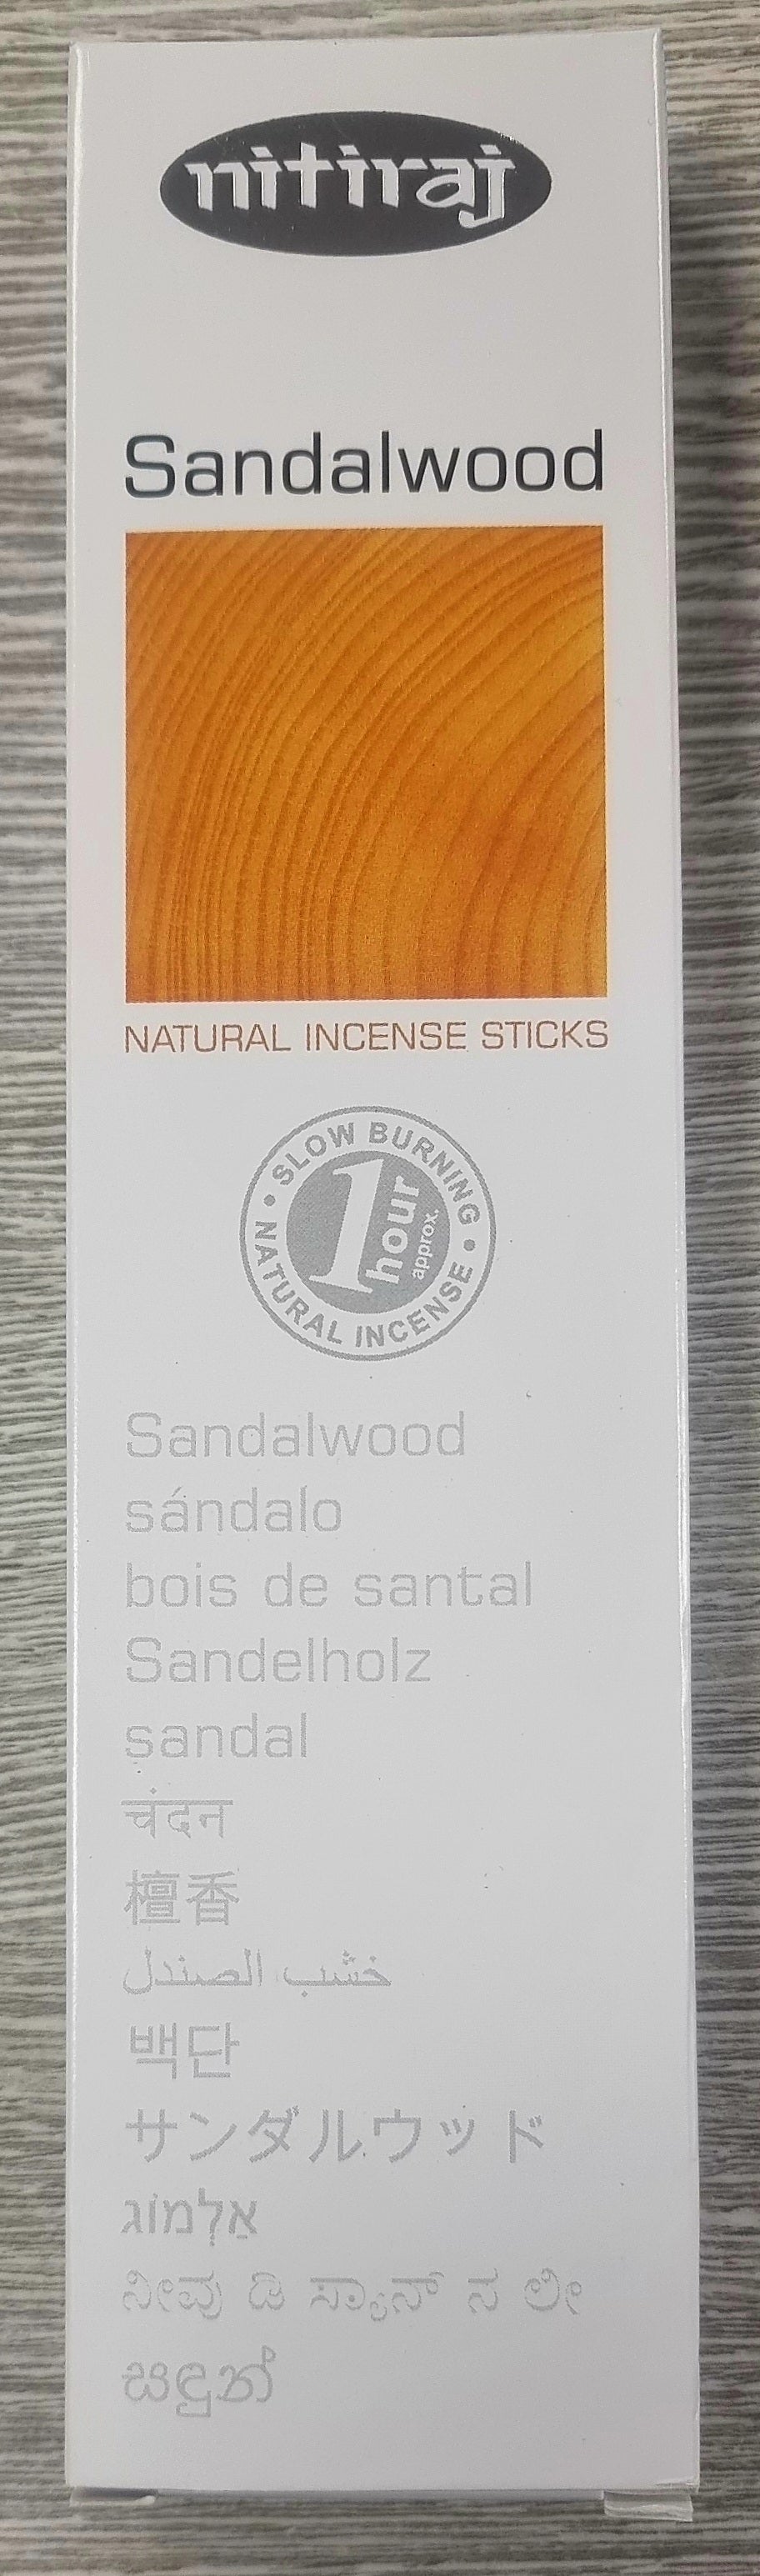 nitiraj
Sandalwood
NATURAL INCENSE STICKS
• SLOW BURNING •
1 hour approx.
NATURAL INCENSE
Sandalwood
sándalo
bois de santal
Sandelholz
sandal
चंदन
檀香
خشب الصندل
백단
サンダルウッド
אַלְמוֹג
ನೀವು ಡಿ ಸ್ಯಾನ್ ನ ಲೀ
සඳුන්